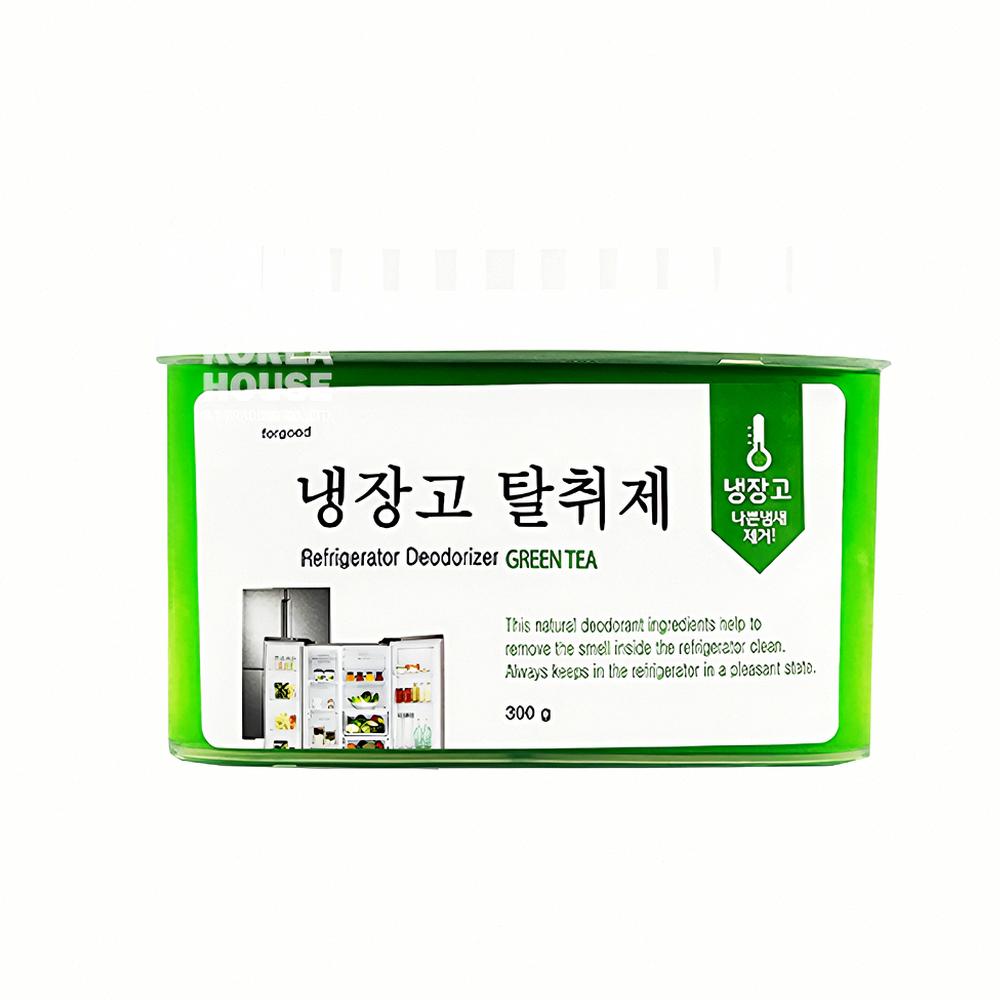 KOREA
HOUSE
forgood
냉장고 탈취제
Refrigerator Deodorizer GREEN TEA
냉장고
나쁜냄새
제거!
This natural deodorant ingredients help to
remove the smell inside the refrigerator clean.
Always keeps in the refrigerator in a pleasant state.
300 g